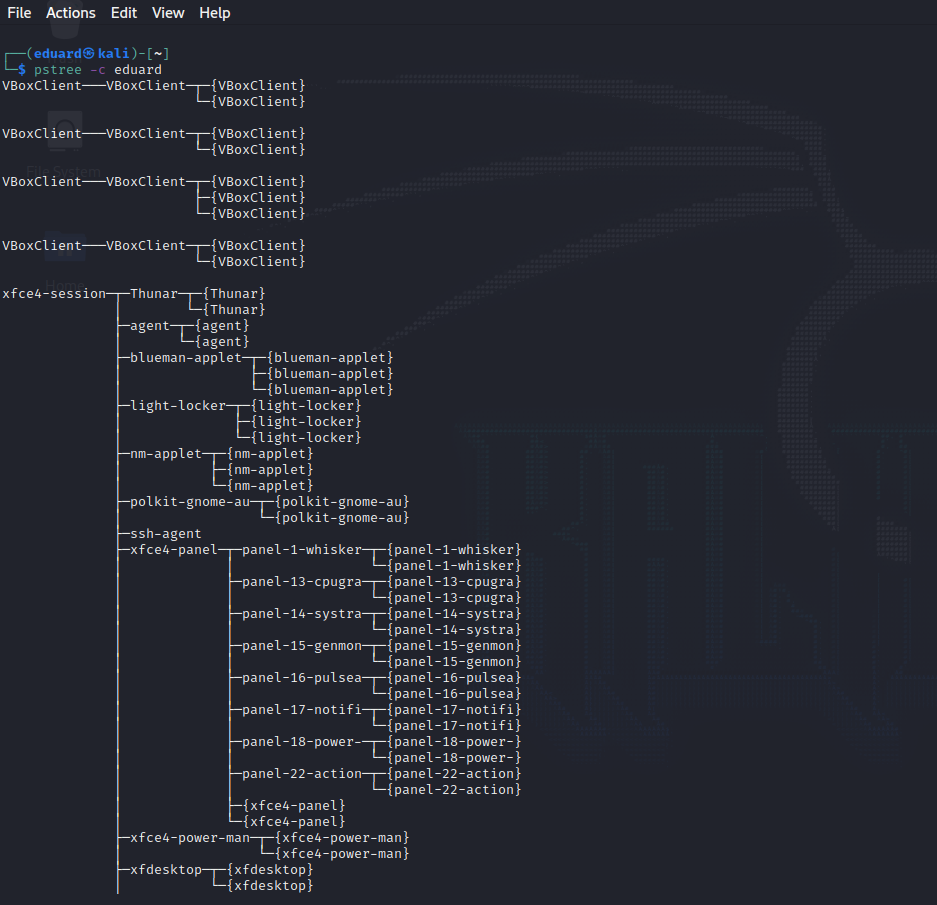 File Actions Edit View Help
┌──(eduard㉿kali)-[~]
└─$ pstree -c eduard
VBoxClient───VBoxClient─┬─{VBoxClient}
                        └─{VBoxClient}

VBoxClient───VBoxClient─┬─{VBoxClient}
                        └─{VBoxClient}
File System

VBoxClient───VBoxClient─┬─{VBoxClient}
                        ├─{VBoxClient}
                        └─{VBoxClient}

VBoxClient───VBoxClient─┬─{VBoxClient}
                        └─{VBoxClient}
Home

xfce4-session─┬─Thunar─┬─{Thunar}
              │        └─{Thunar}
              ├─agent─┬─{agent}
              │       └─{agent}
              ├─blueman-applet─┬─{blueman-applet}
              │                ├─{blueman-applet}
              │                └─{blueman-applet}
              ├─light-locker─┬─{light-locker}
              │              ├─{light-locker}
              │              └─{light-locker}
              ├─nm-applet─┬─{nm-applet}
              │           ├─{nm-applet}
              │           └─{nm-applet}
              ├─polkit-gnome-au─┬─{polkit-gnome-au}
              │                 └─{polkit-gnome-au}
              ├─ssh-agent
              ├─xfce4-panel─┬─panel-1-whisker─┬─{panel-1-whisker}
              │             │                 └─{panel-1-whisker}
              │             ├─panel-13-cpugra─┬─{panel-13-cpugra}
              │             │                 └─{panel-13-cpugra}
              │             ├─panel-14-systra─┬─{panel-14-systra}
              │             │                 └─{panel-14-systra}
              │             ├─panel-15-genmon─┬─{panel-15-genmon}
              │             │                 └─{panel-15-genmon}
              │             ├─panel-16-pulsea─┬─{panel-16-pulsea}
              │             │                 └─{panel-16-pulsea}
              │             ├─panel-17-notifi─┬─{panel-17-notifi}
              │             │                 └─{panel-17-notifi}
              │             ├─panel-18-power-─┬─{panel-18-power-}
              │             │                 └─{panel-18-power-}
              │             ├─panel-22-action─┬─{panel-22-action}
              │             │                 └─{panel-22-action}
              │             ├─{xfce4-panel}
              │             └─{xfce4-panel}
              ├─xfce4-power-man─┬─{xfce4-power-man}
              │                 └─{xfce4-power-man}
              ├─xfdesktop─┬─{xfdesktop}
              │           └─{xfdesktop}